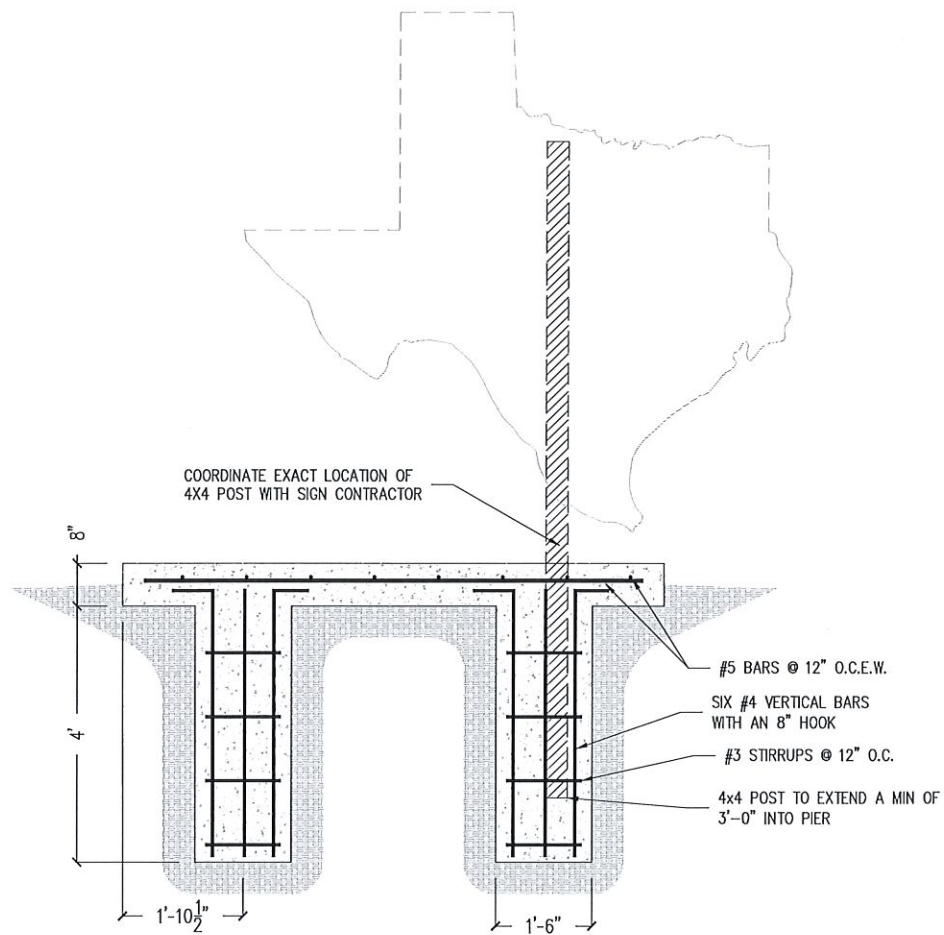 COORDINATE EXACT LOCATION OF
4X4 POST WITH SIGN CONTRACTOR
8"
4'
#5 BARS @ 12" O.C.E.W.
SIX #4 VERTICAL BARS
WITH AN 8" HOOK
#3 STIRRUPS @ 12" O.C.
4x4 POST TO EXTEND A MIN OF
3'-0" INTO PIER
1'-10 1/2"
1'-6"